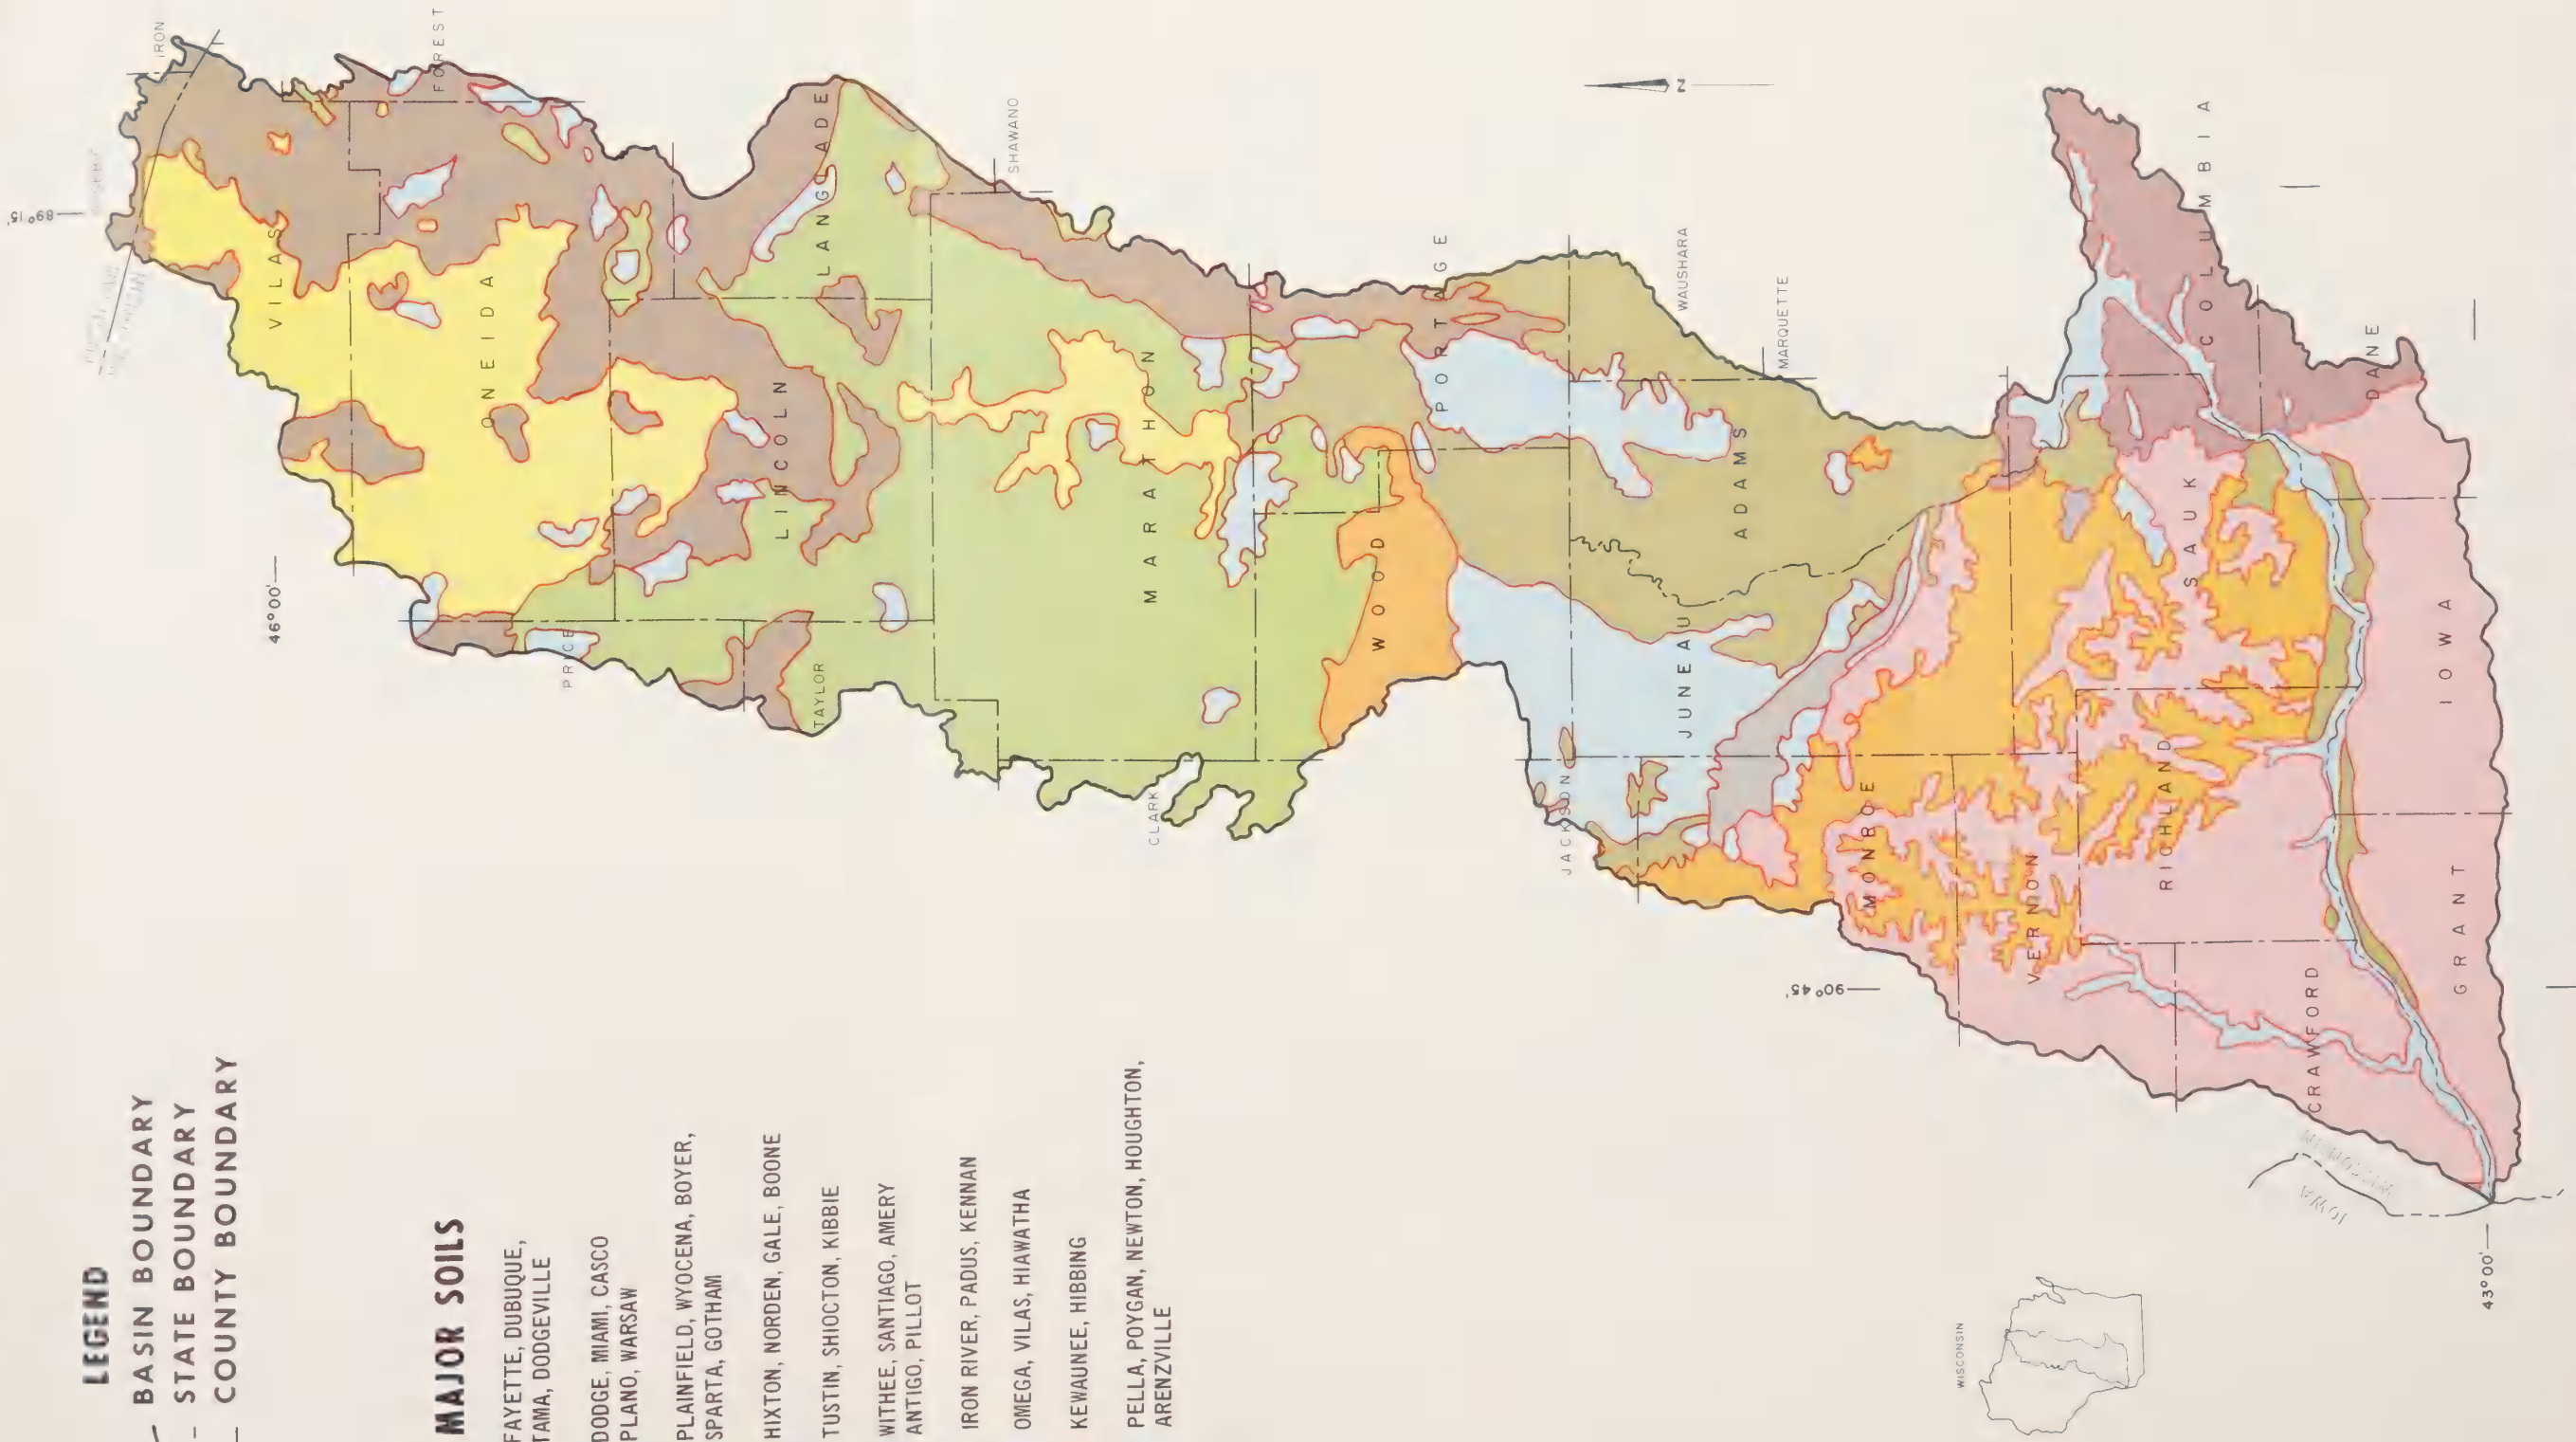 LEGEND
BASIN BOUNDARY
STATE BOUNDARY
COUNTY BOUNDARY
MAJOR SOILS
FAYETTE, DUBUQUE,
TAMA, DODGEVILLE
DODGE, MIAMI, CASCO
PLANO, WARSAW
PLAINFIELD, WYOCENA, BOYER,
SPARTA, GOTHAM
HIXTON, NORDEN, GALE, BOONE
TUSTIN, SHIOCTON, KIBBIE
WITHEE, SANTIAGO, AMERY
ANTIGO, PILLOT
IRON RIVER, PADUS, KENNAN
OMEGA, VILAS, HIAWATHA
KEWAUNEE, HIBBING
PELLA, POYGAN, NEWTON, HOUGHTON,
ARENZVILLE
89° 15'
IRON
FOREST
VILAS
ONEIDA
46° 00'
PRICE
LINCOLN
LANGLADE
TAYLOR
SHAWANO
MARATHON
CLARK
WOOD
PORTAGE
N
WAUSHARA
MARQUETTE
ADAMS
JUNEAU
JACKSON
MONROE
90° 45'
VERNON
RICHLAND
SAUK
COLUMBIA
DANE
IOWA
GRANT
CRAWFORD
WISCONSIN
IOWA
43° 00'
WISCONSIN